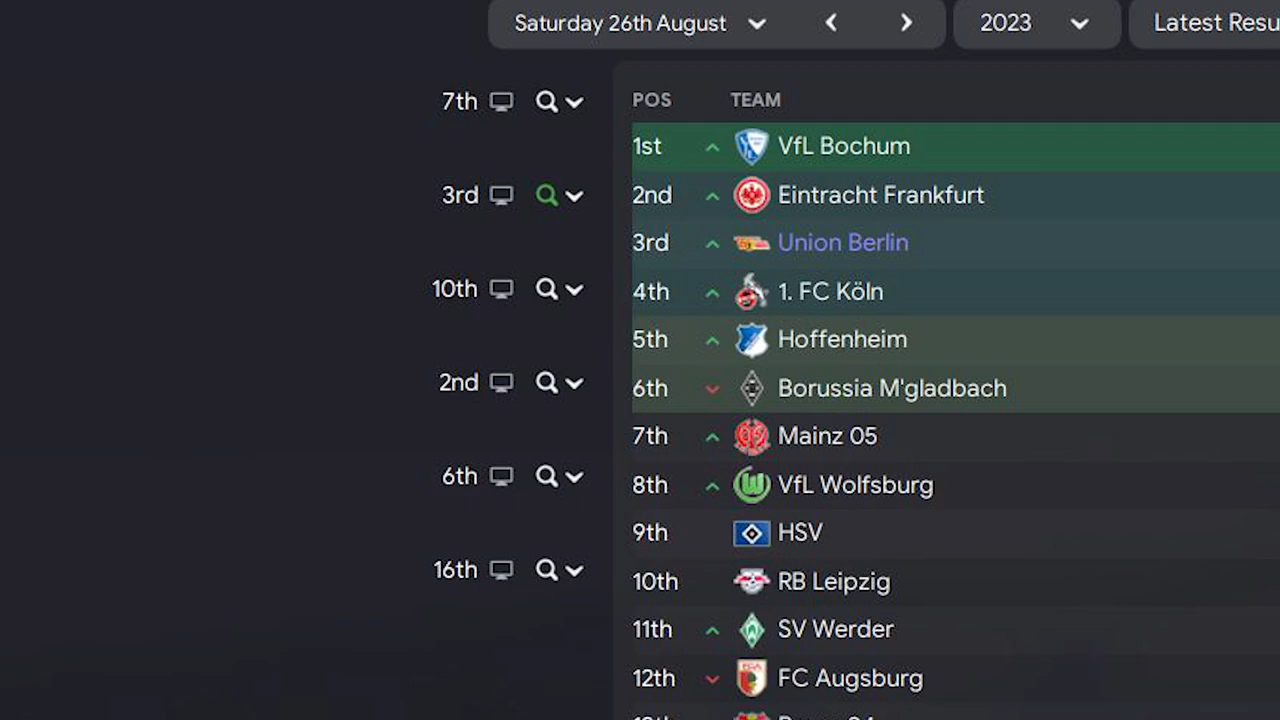 Saturday 26th August
2023
Latest Resu
7th
3rd
10th
2nd
6th
16th
POS TEAM
1st VfL Bochum
2nd Eintracht Frankfurt
3rd Union Berlin
4th 1. FC Köln
5th Hoffenheim
6th Borussia M'gladbach
7th Mainz 05
8th VfL Wolfsburg
9th HSV
10th RB Leipzig
11th SV Werder
12th FC Augsburg